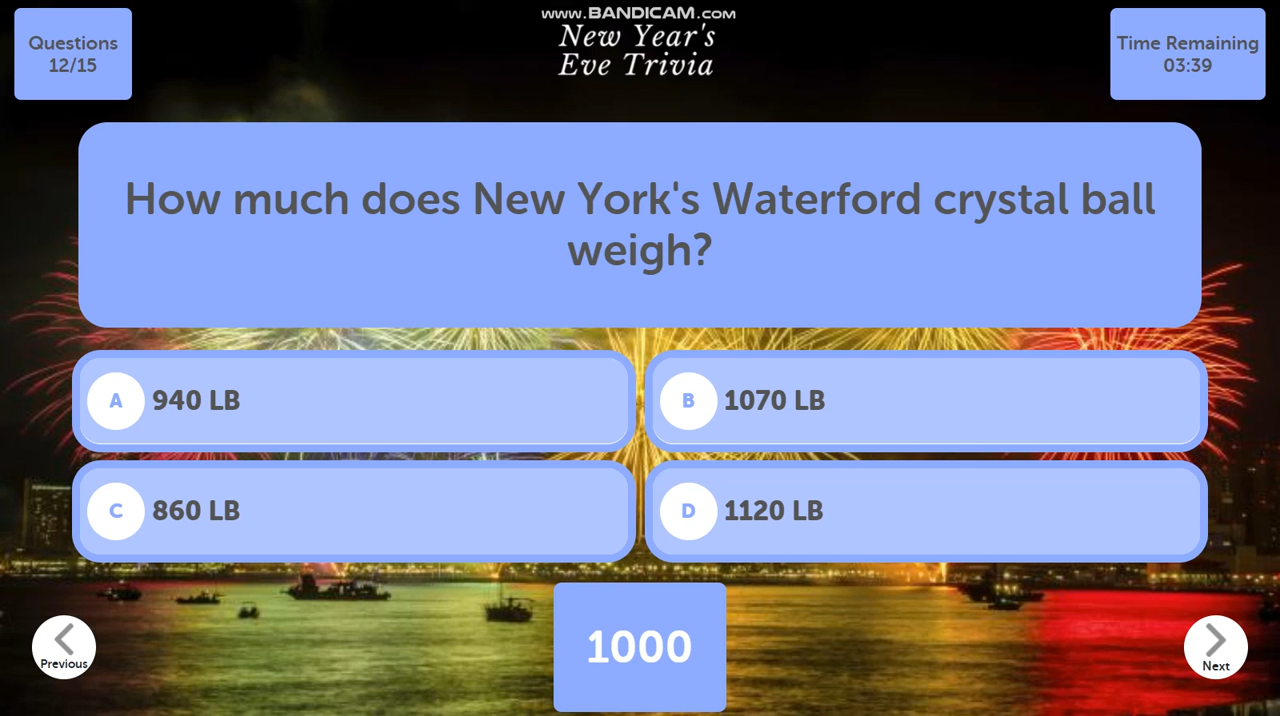 www.BANDICAM.com
Questions
12/15
New Year's
Eve Trivia
Time Remaining
03:39
How much does New York's Waterford crystal ball
weigh?
A 940 LB
B 1070 LB
C 860 LB
D 1120 LB
Previous
1000
Next